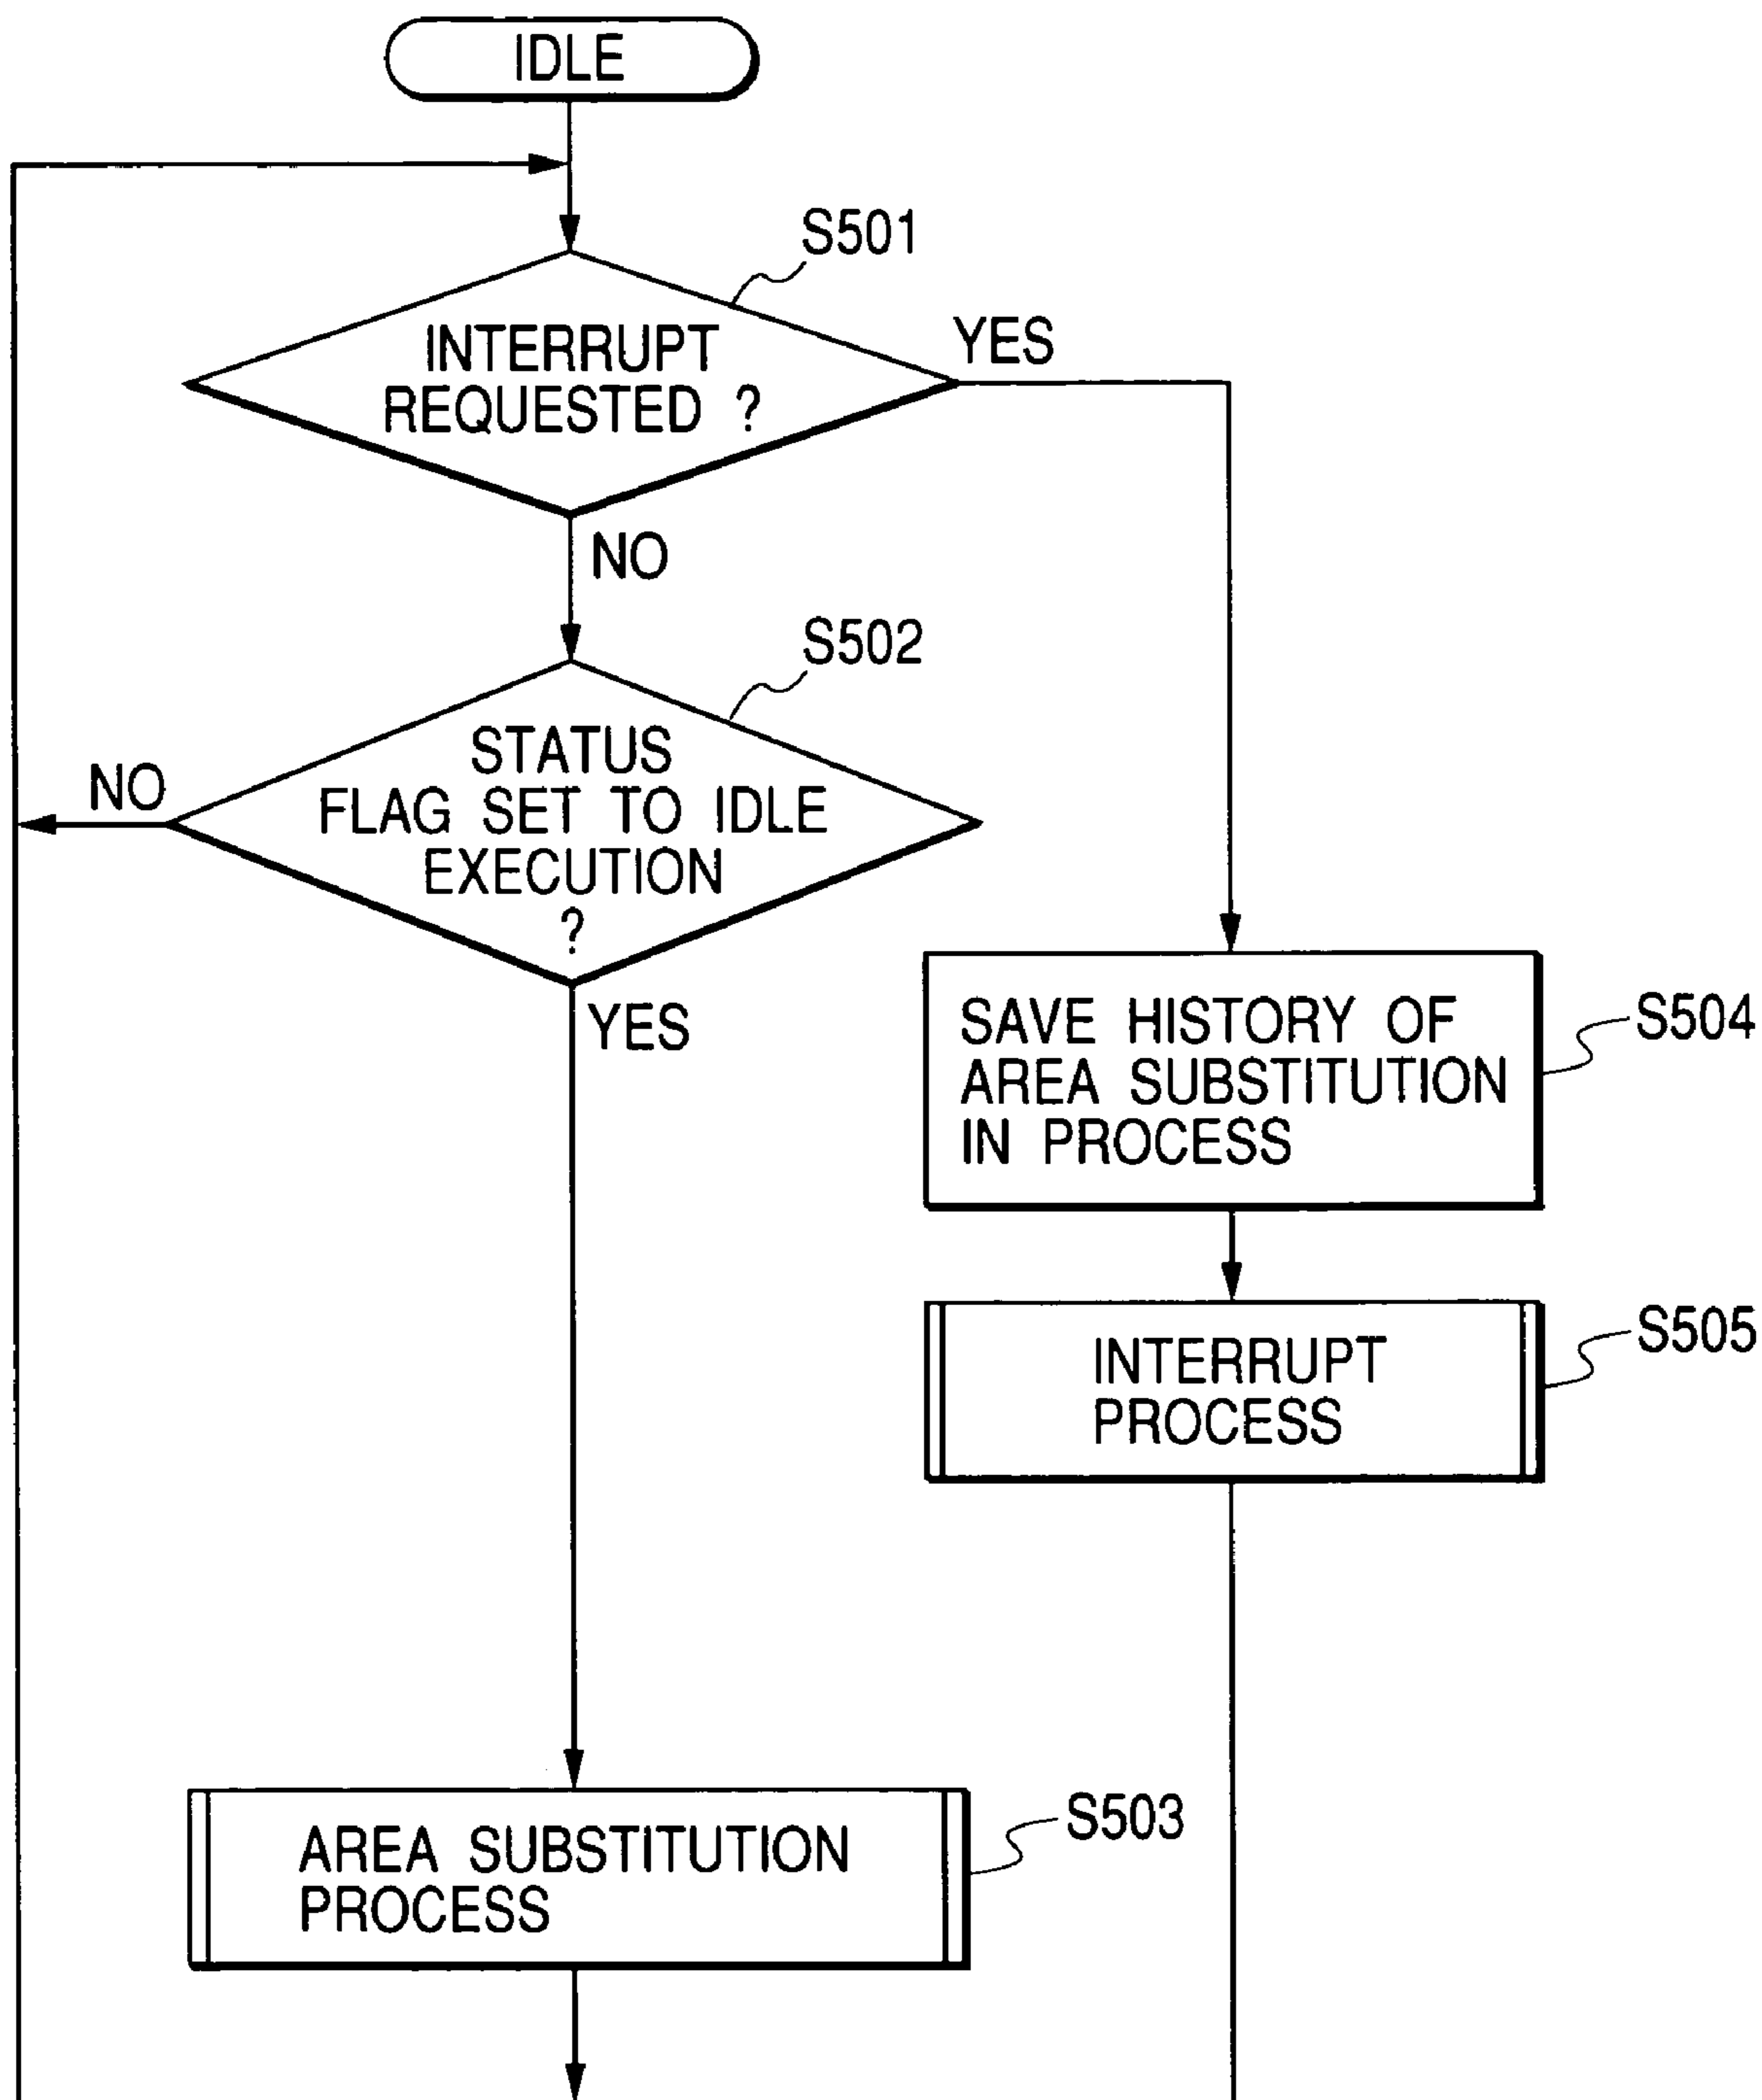 IDLE
S501
INTERRUPT
REQUESTED ?
YES
NO
S502
STATUS
FLAG SET TO IDLE
EXECUTION
?
NO
YES
SAVE HISTORY OF
AREA SUBSTITUTION
IN PROCESS
S504
INTERRUPT
PROCESS
S505
AREA SUBSTITUTION
PROCESS
S503